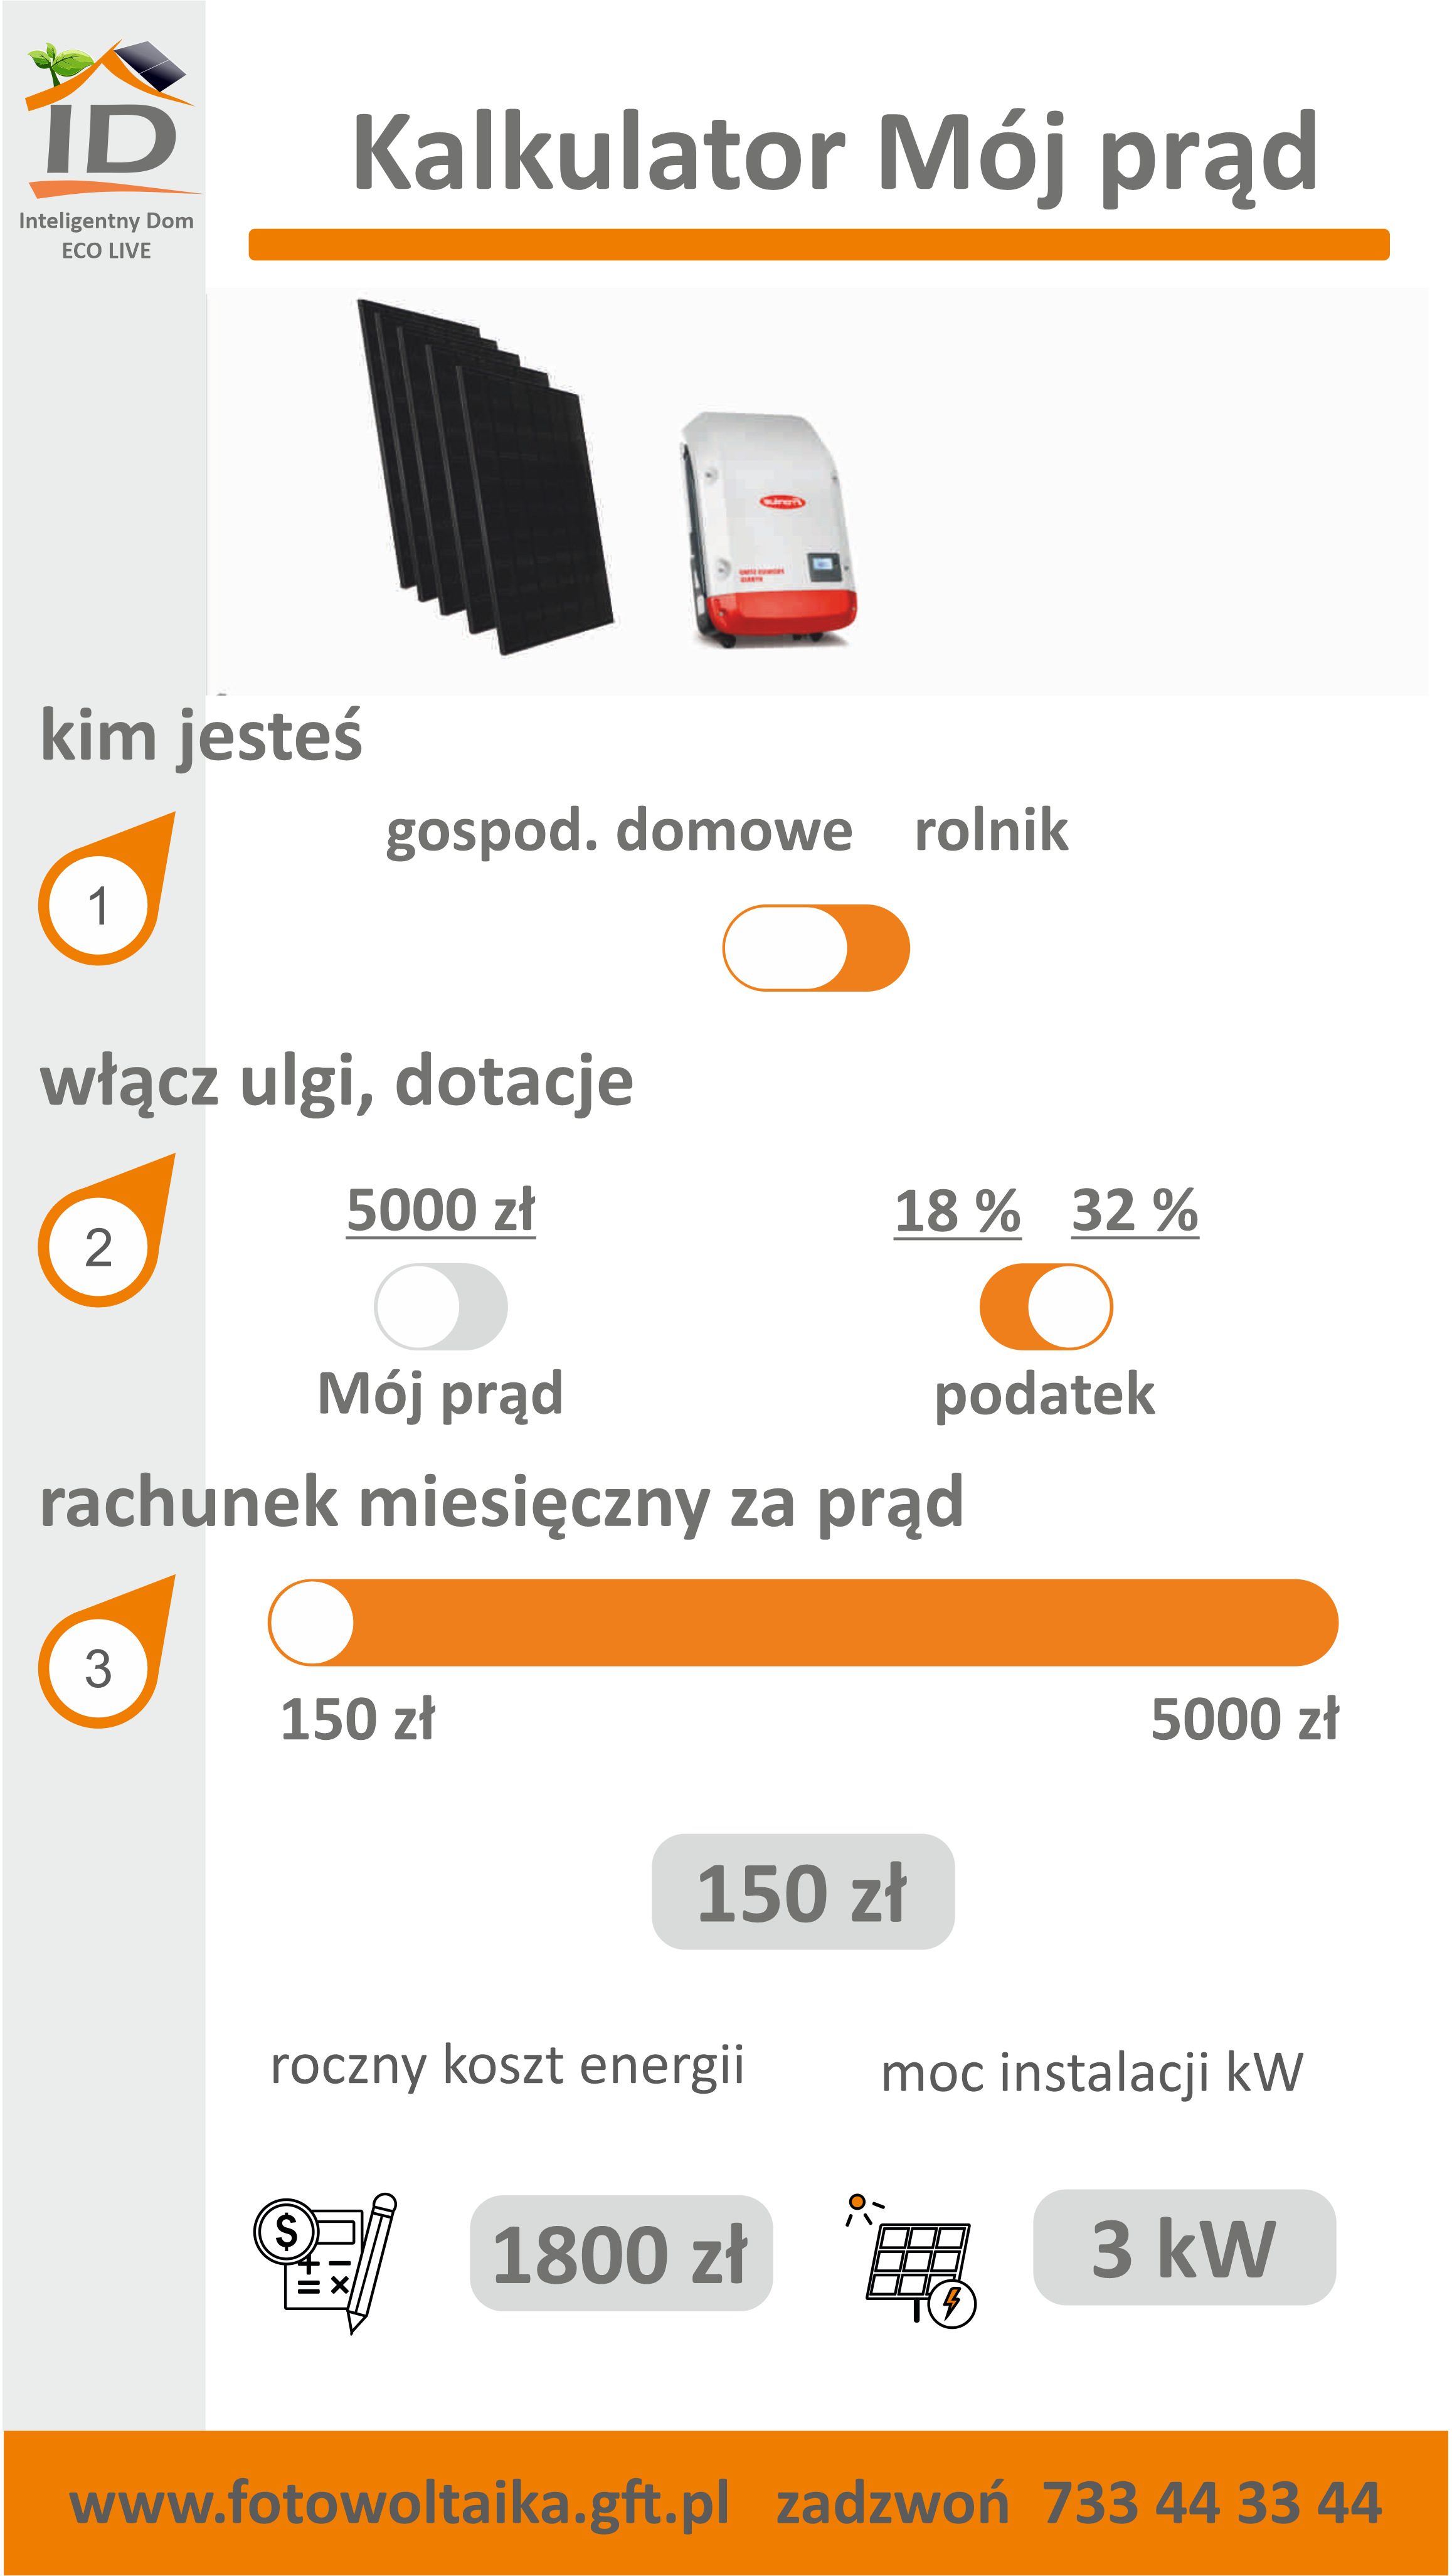 ID
Inteligentny Dom
ECO LIVE
Kalkulator Mój prąd
kim jesteś
gospod. domowe rolnik
1
włącz ulgi, dotacje
2
5000 zł
18 % 32 %
Mój prąd
podatek
rachunek miesięczny za prąd
3
150 zł
5000 zł
150 zł
roczny koszt energii
moc instalacji kW
$
1800 zł
3 kW
www.fotowoltaika.gft.pl zadzwoń 733 44 33 44